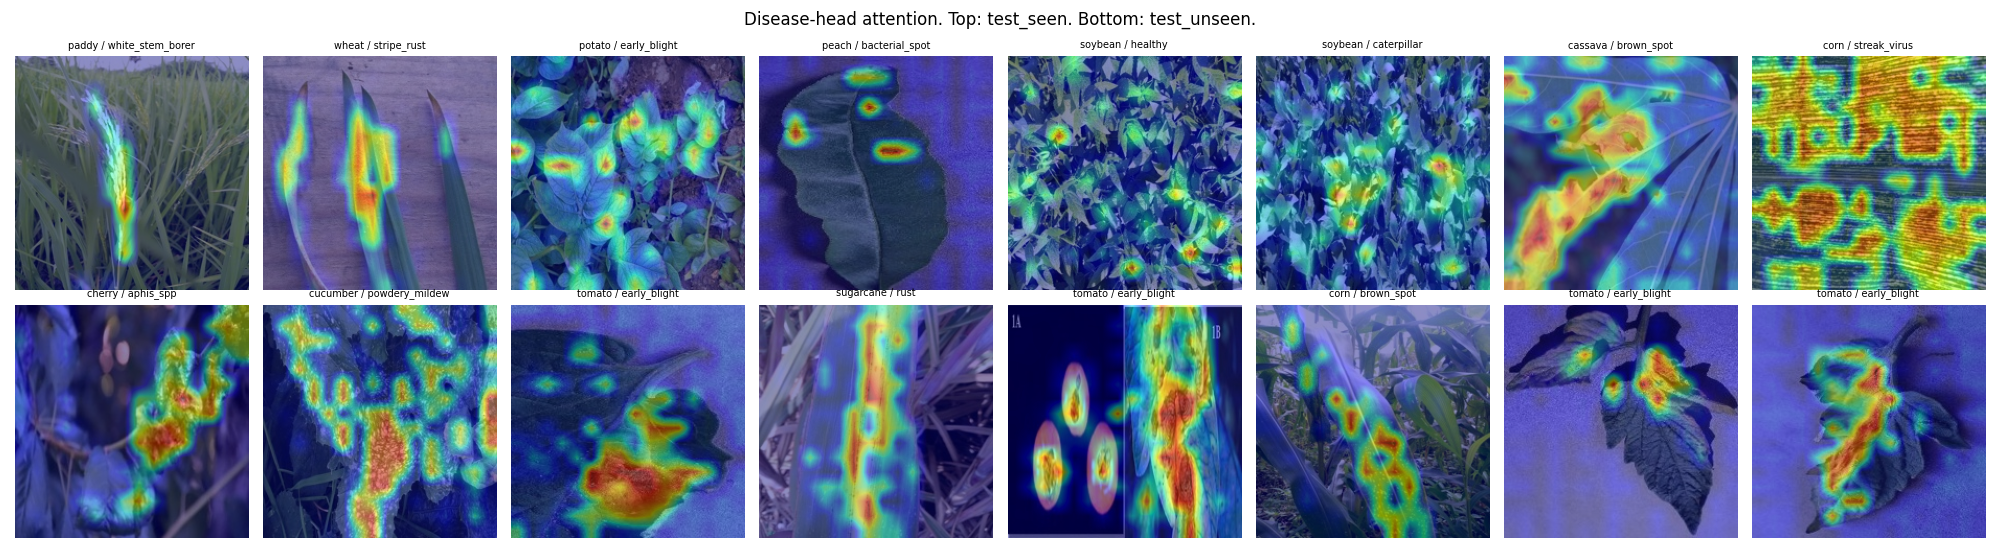 Disease-head attention. Top: test_seen. Bottom: test_unseen.
paddy / white_stem_borer
wheat / stripe_rust
potato / early_blight
peach / bacterial_spot
soybean / healthy
soybean / caterpillar
cassava / brown_spot
corn / streak_virus
cherry / aphis_spp
cucumber / powdery_mildew
tomato / early_blight
sugarcane / rust
tomato / early_blight
corn / brown_spot
tomato / early_blight
tomato / early_blight
1A
1B